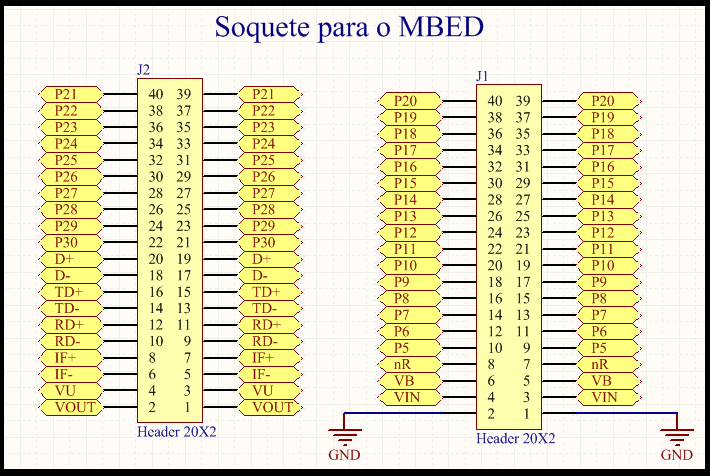 Soquete para o MBED
J2
P21 40 39 P21
P22 38 37 P22
P23 36 35 P23
P24 34 33 P24
P25 32 31 P25
P26 30 29 P26
P27 28 27 P27
P28 26 25 P28
P29 24 23 P29
P30 22 21 P30
D+ 20 19 D+
D- 18 17 D-
TD+ 16 15 TD+
TD- 14 13 TD-
RD+ 12 11 RD+
RD- 10 9 RD-
IF+ 8 7 IF+
IF- 6 5 IF-
VU 4 3 VU
VOUT 2 1 VOUT
Header 20X2
J1
P20 40 39 P20
P19 38 37 P19
P18 36 35 P18
P17 34 33 P17
P16 32 31 P16
P15 30 29 P15
P14 28 27 P14
P13 26 25 P13
P12 24 23 P12
P11 22 21 P11
P10 20 19 P10
P9 18 17 P9
P8 16 15 P8
P7 14 13 P7
P6 12 11 P6
P5 10 9 P5
nR 8 7 nR
VB 6 5 VB
VIN 4 3 VIN
2 1
Header 20X2
GND GND